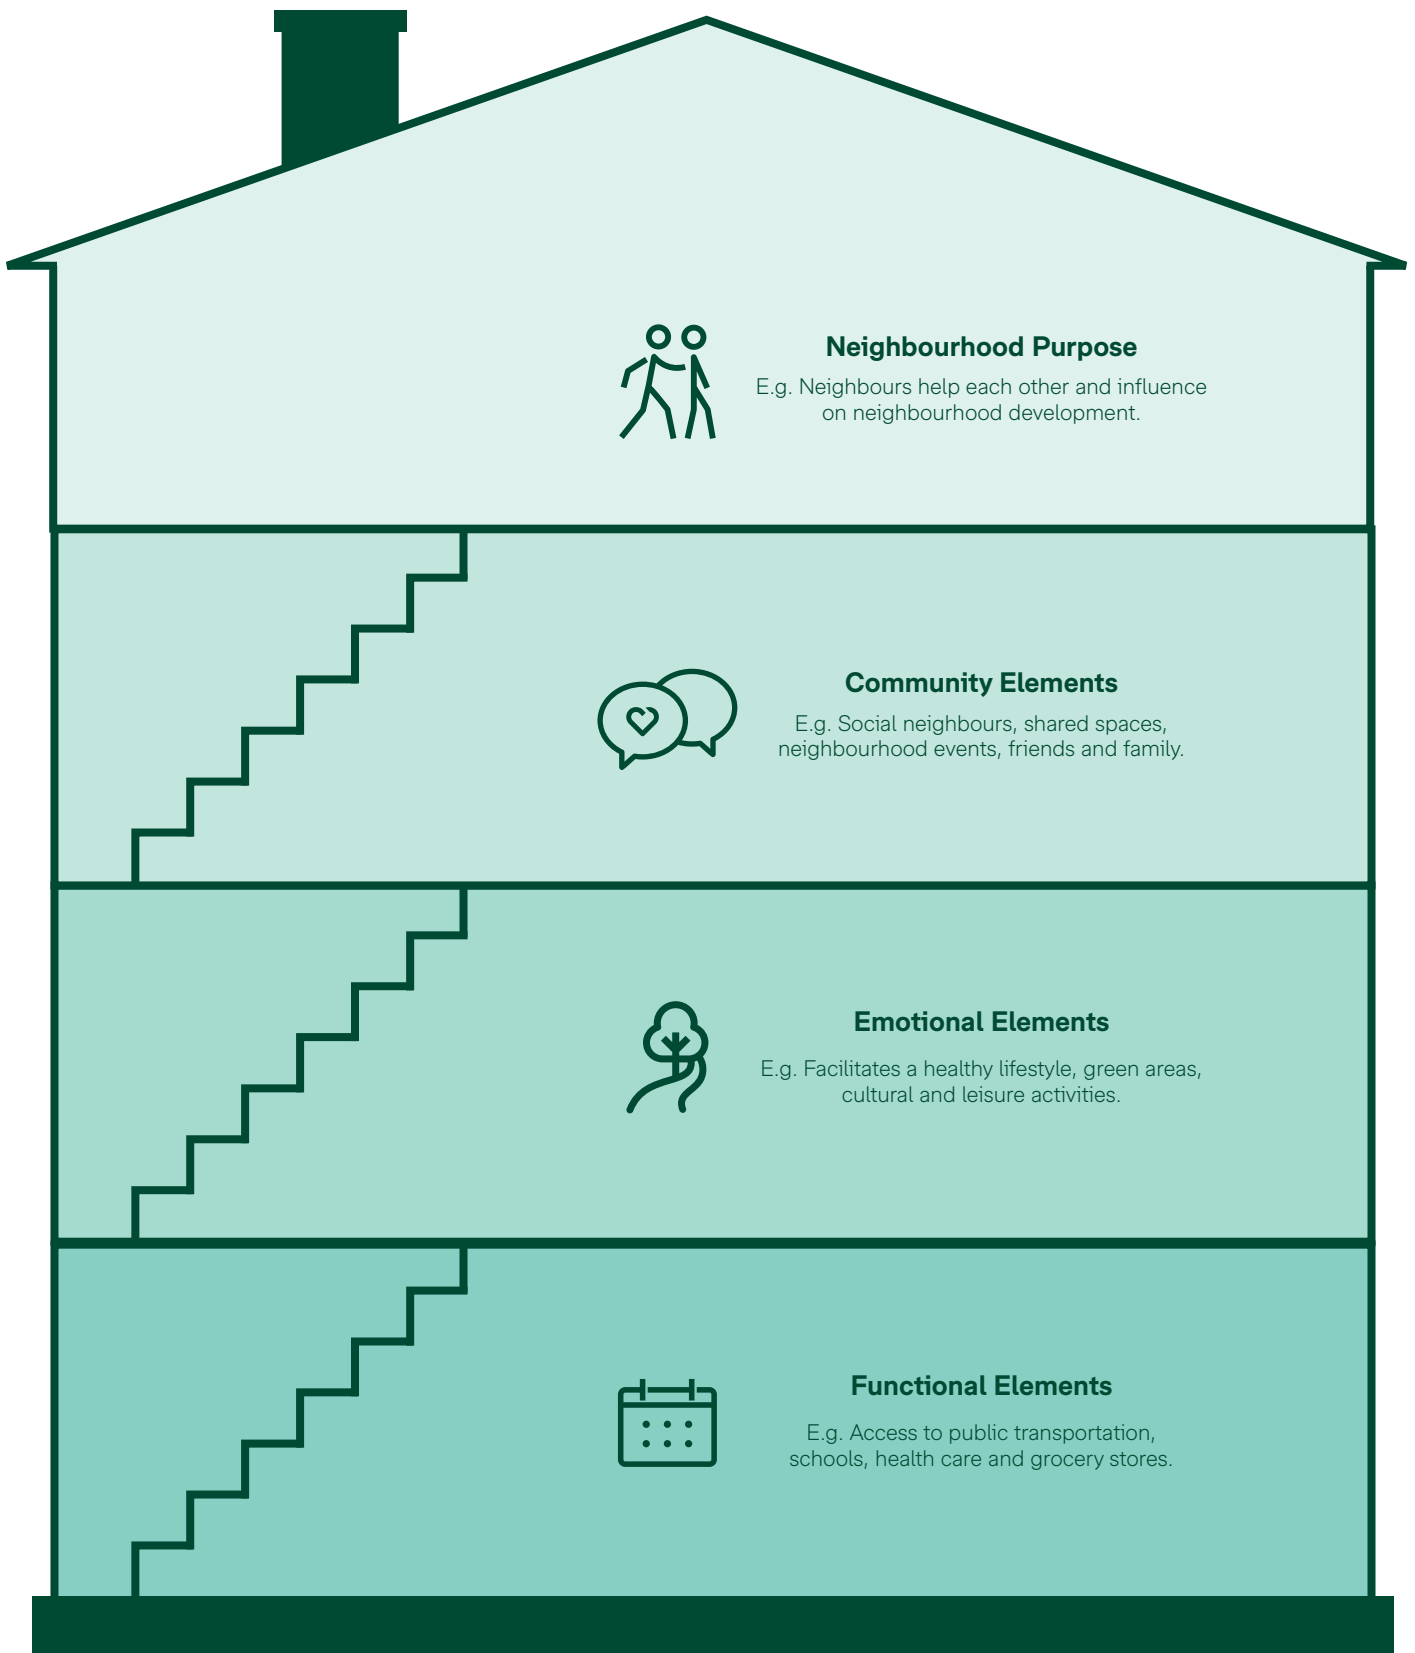 Neighbourhood Purpose
E.g. Neighbours help each other and influence
on neighbourhood development.
Community Elements
E.g. Social neighbours, shared spaces,
neighbourhood events, friends and family.
Emotional Elements
E.g. Facilitates a healthy lifestyle, green areas,
cultural and leisure activities.
Functional Elements
E.g. Access to public transportation,
schools, health care and grocery stores.